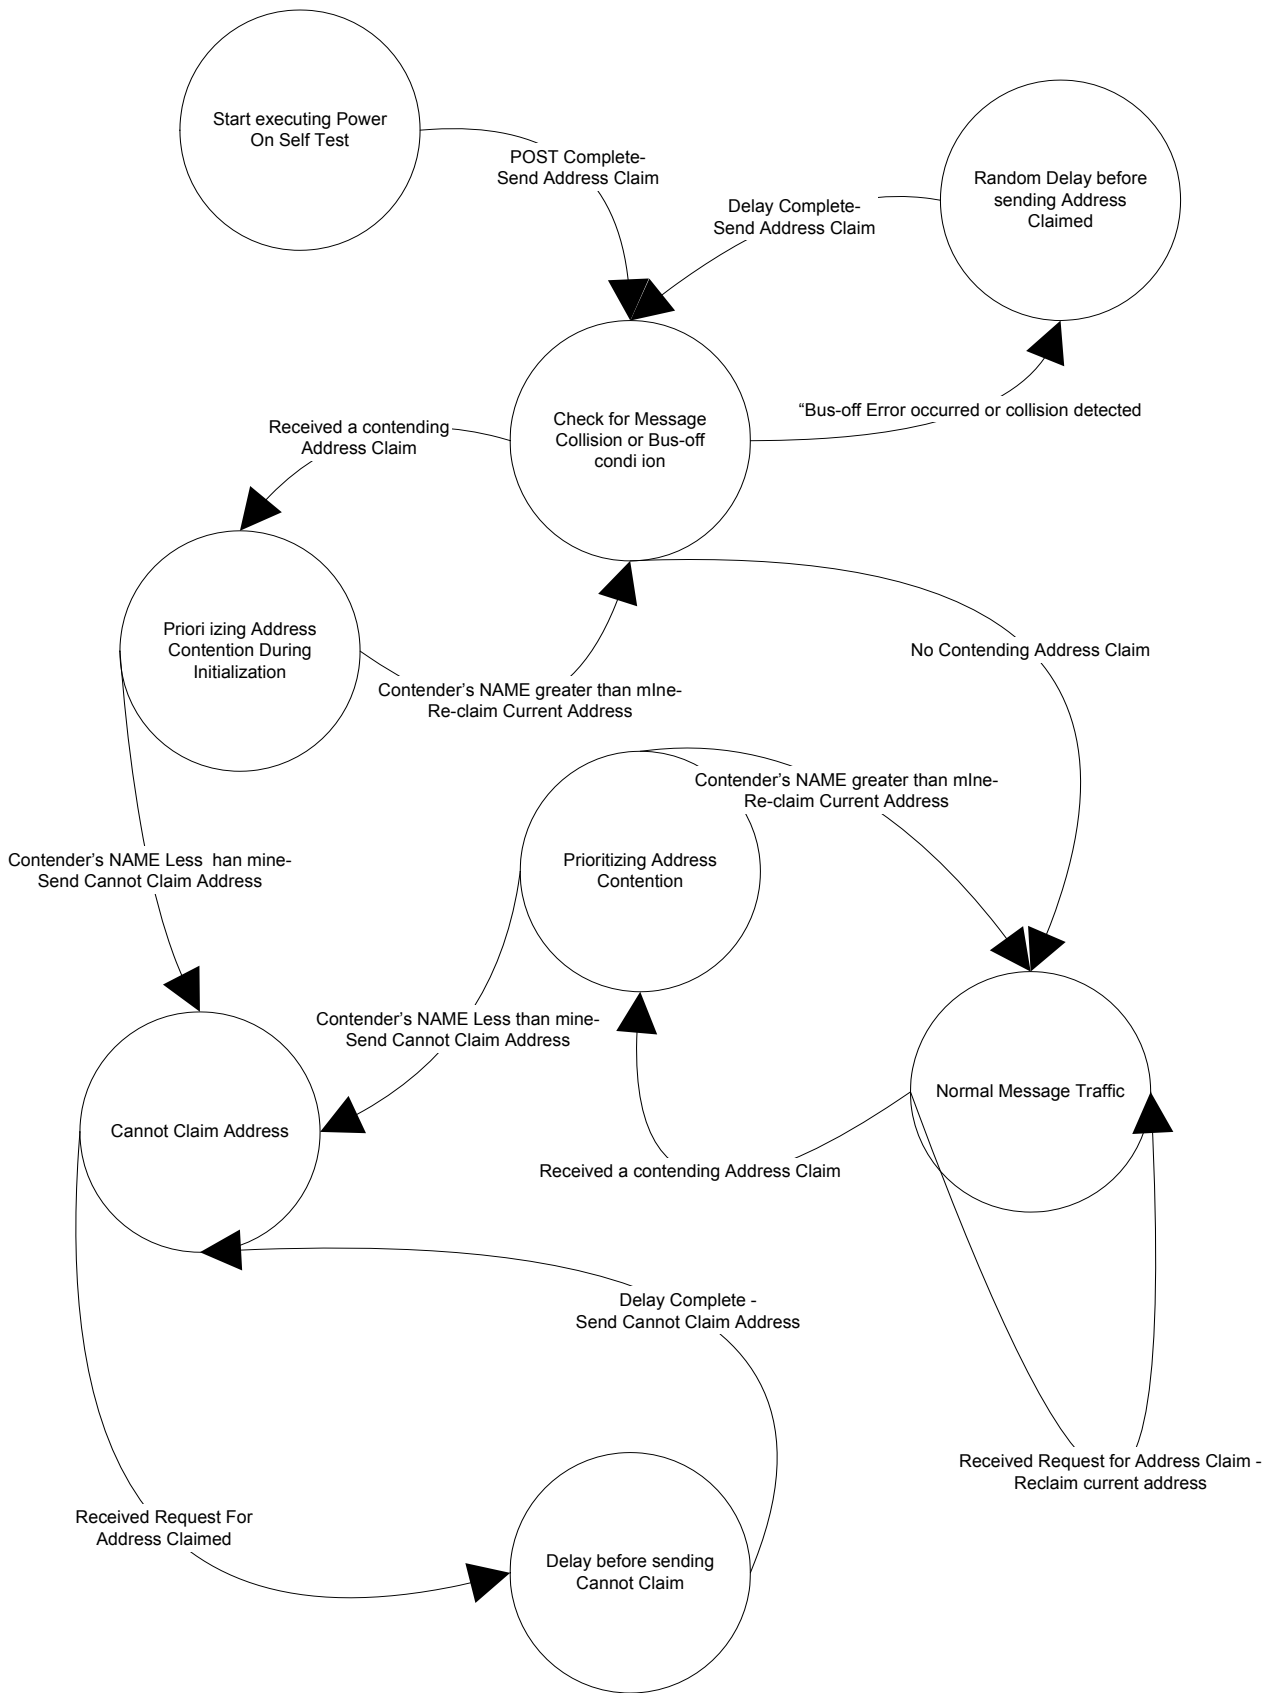 Start executing Power
On Self Test
POST Complete-
Send Address Claim
Random Delay before
sending Address
Claimed
Delay Complete-
Send Address Claim
Check for Message
Collision or Bus-off
condi ion
“Bus-off Error occurred or collision detected
Received a contending
Address Claim
Priori izing Address
Contention During
Initialization
No Contending Address Claim
Contender’s NAME greater than mIne-
Re-claim Current Address
Contender’s NAME greater than mIne-
Re-claim Current Address
Prioritizing Address
Contention
Contender’s NAME Less  han mine-
Send Cannot Claim Address
Contender’s NAME Less than mine-
Send Cannot Claim Address
Normal Message Traffic
Cannot Claim Address
Received a contending Address Claim
Delay Complete -
Send Cannot Claim Address
Received Request for Address Claim -
Reclaim current address
Received Request For
Address Claimed
Delay before sending
Cannot Claim